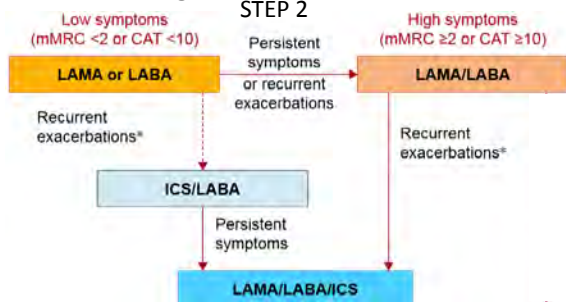 STEP 2
Low symptoms
(mMRC <2 or CAT <10)
High symptoms
(mMRC ≥2 or CAT ≥10)
LAMA or LABA
Persistent
symptoms
or recurrent
exacerbations
LAMA/LABA
Recurrent
exacerbations*
Recurrent
exacerbations*
ICS/LABA
Persistent
symptoms
LAMA/LABA/ICS